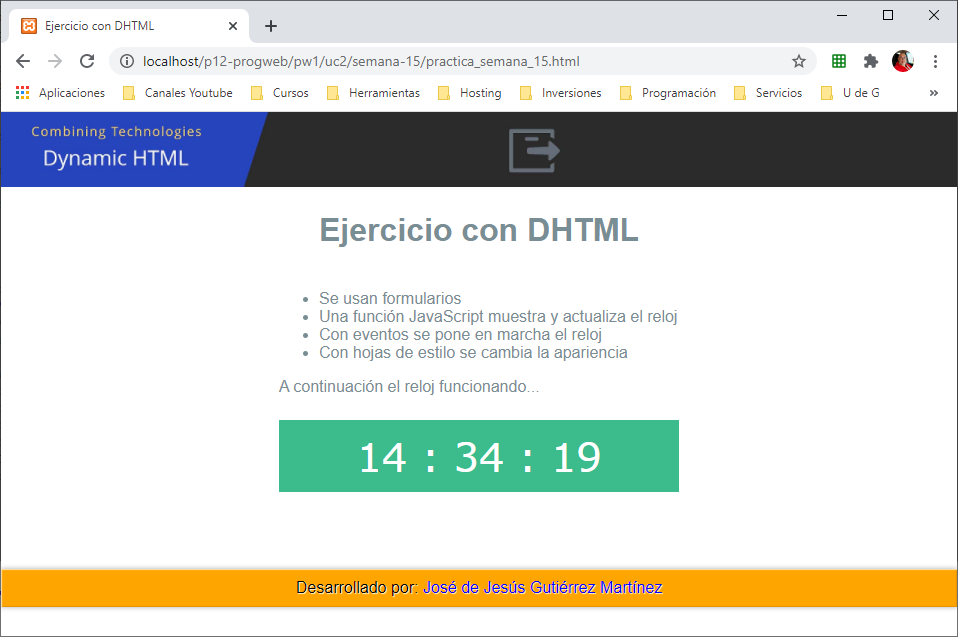 Ejercicio con DHTML
localhost/p12-progweb/pw1/uc2/semana-15/practica_semana_15.html
Aplicaciones Canales Youtube Cursos Herramientas Hosting Inversiones Programación Servicios U de G »
Combining Technologies
Dynamic HTML
Ejercicio con DHTML
• Se usan formularios
• Una función JavaScript muestra y actualiza el reloj
• Con eventos se pone en marcha el reloj
• Con hojas de estilo se cambia la apariencia
A continuación el reloj funcionando...
14 : 34 : 19
Desarrollado por: José de Jesús Gutiérrez Martínez